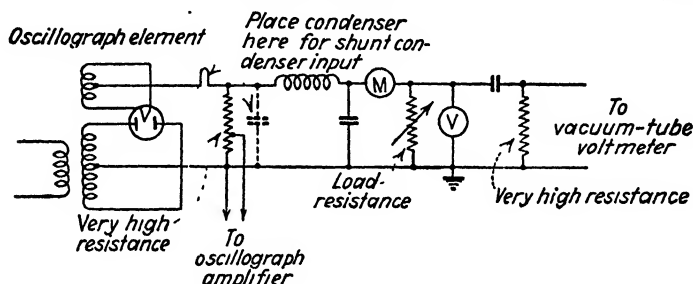 Place condenser
here for shunt con-
denser input
Oscillograph element
M
V
To
vacuum-tube
voltmeter
Load-
resistance
Very high resistance
Very high-
resistance
To
oscillograph
amplifier